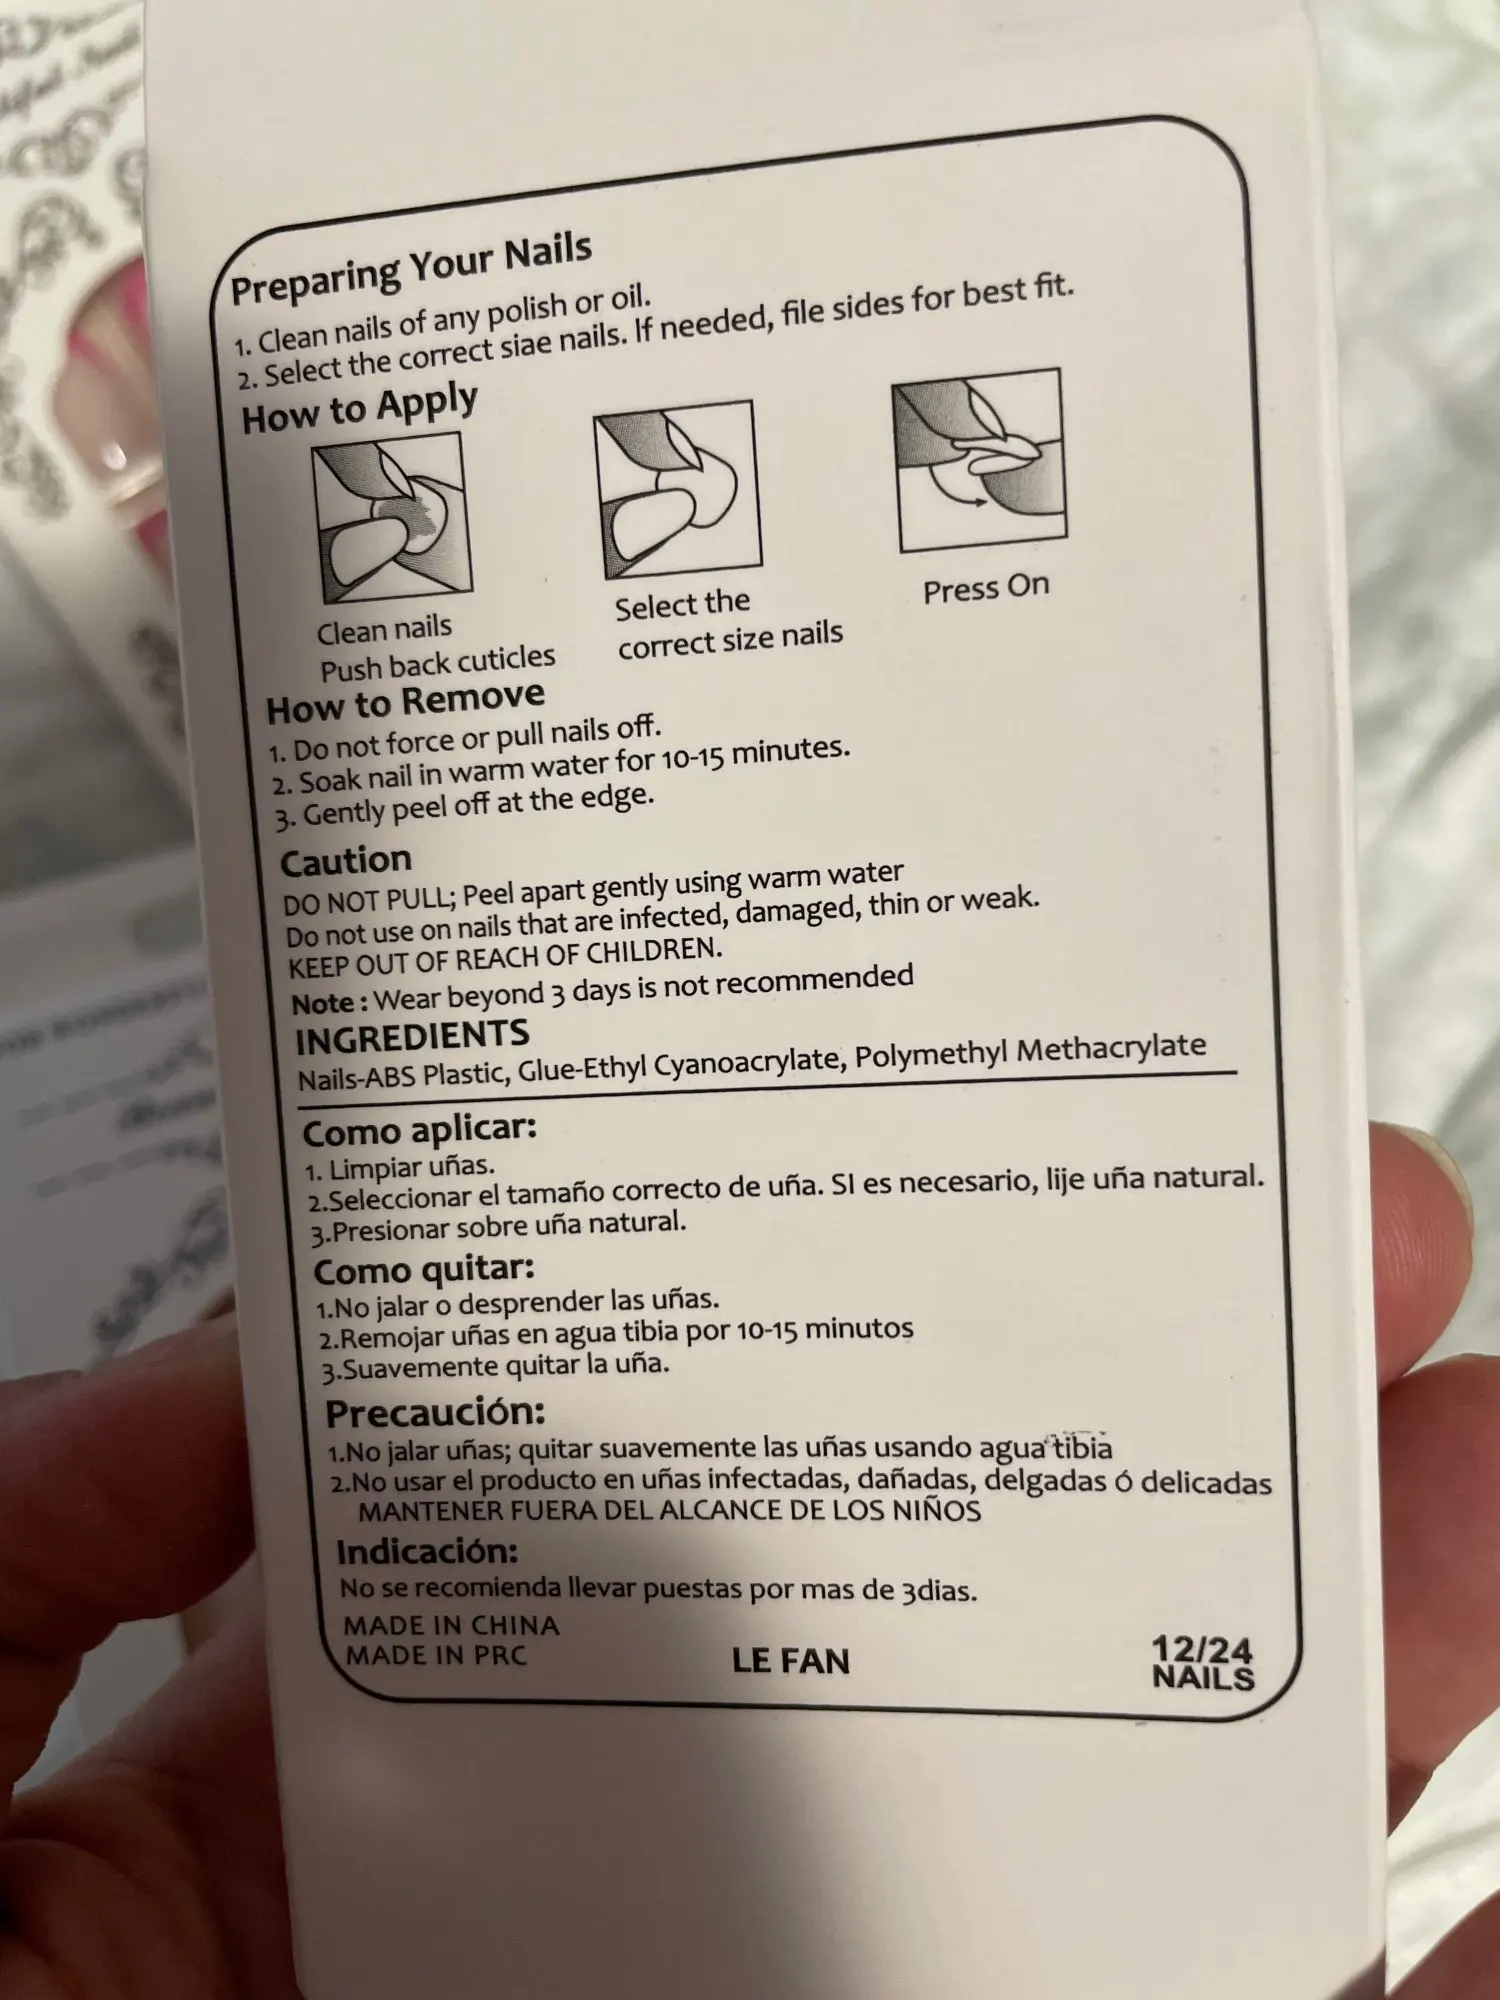 Preparing Your Nails
1. Clean nails of any polish or oil.
2. Select the correct siae nails. If needed, file sides for best fit.
How to Apply
Clean nails
Push back cuticles
Select the
correct size nails
Press On
How to Remove
1. Do not force or pull nails off.
2. Soak nail in warm water for 10-15 minutes.
3. Gently peel off at the edge.
Caution
DO NOT PULL; Peel apart gently using warm water
Do not use on nails that are infected, damaged, thin or weak.
KEEP OUT OF REACH OF CHILDREN.
Note : Wear beyond 3 days is not recommended
INGREDIENTS
Nails-ABS Plastic, Glue-Ethyl Cyanoacrylate, Polymethyl Methacrylate
Como aplicar:
1. Limpiar uñas.
2.Seleccionar el tamaño correcto de uña. SI es necesario, lije uña natural.
3.Presionar sobre uña natural.
Como quitar:
1.No jalar o desprender las uñas.
2.Remojar uñas en agua tibia por 10-15 minutos
3.Suavemente quitar la uña.
Precaución:
1.No jalar uñas; quitar suavemente las uñas usando agua tibia
2.No usar el producto en uñas infectadas, dañadas, delgadas ó delicadas
MANTENER FUERA DEL ALCANCE DE LOS NIÑOS
Indicación:
No se recomienda llevar puestas por mas de 3dias.
MADE IN CHINA
MADE IN PRC
LE FAN
12/24
NAILS